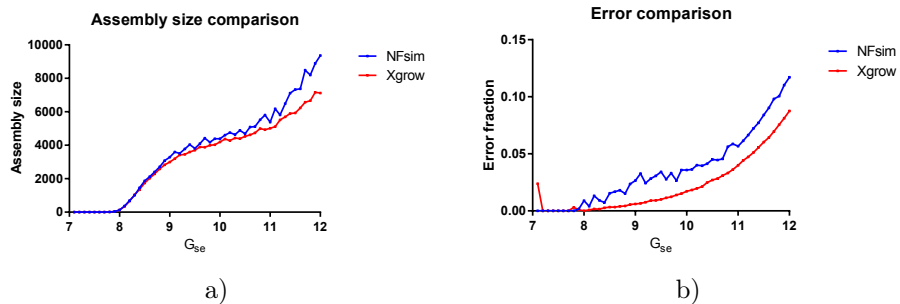 Assembly size comparison
10000
8000
6000
4000
2000
0
Assembly size
7 8 9 10 11 12
Gse
NFsim
Xgrow
a)
Error comparison
0.15
0.10
0.05
0.00
Error fraction
7 8 9 10 11 12
Gse
NFsim
Xgrow
b)